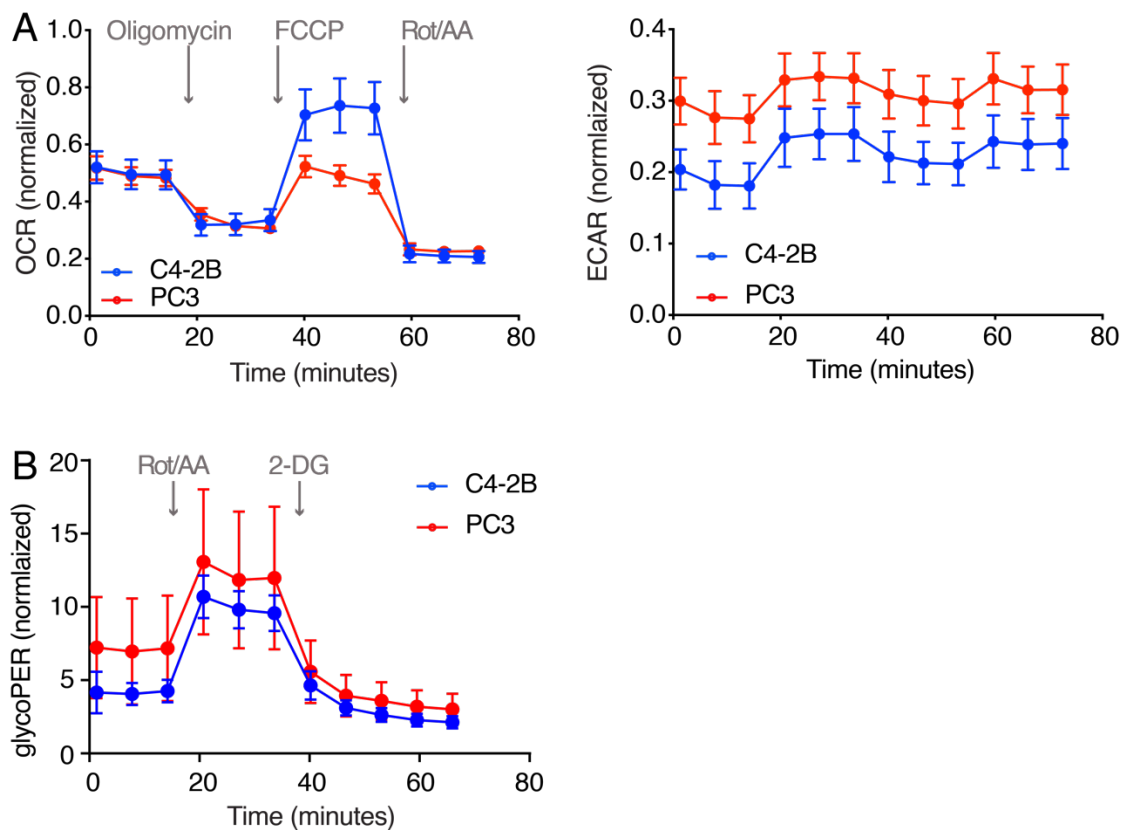 A
Oligomycin FCCP Rot/AA
OCR (normalized)
1.0
0.8
0.6
0.4
0.2
0.0
C4-2B
PC3
0 20 40 60 80
Time (minutes)
ECAR (normlaized)
0.4
0.3
0.2
0.1
0.0
C4-2B
PC3
0 20 40 60 80
Time (minutes)
B
Rot/AA 2-DG
glycoPER (normlaized)
20
15
10
5
0
C4-2B
PC3
0 20 40 60 80
Time (minutes)